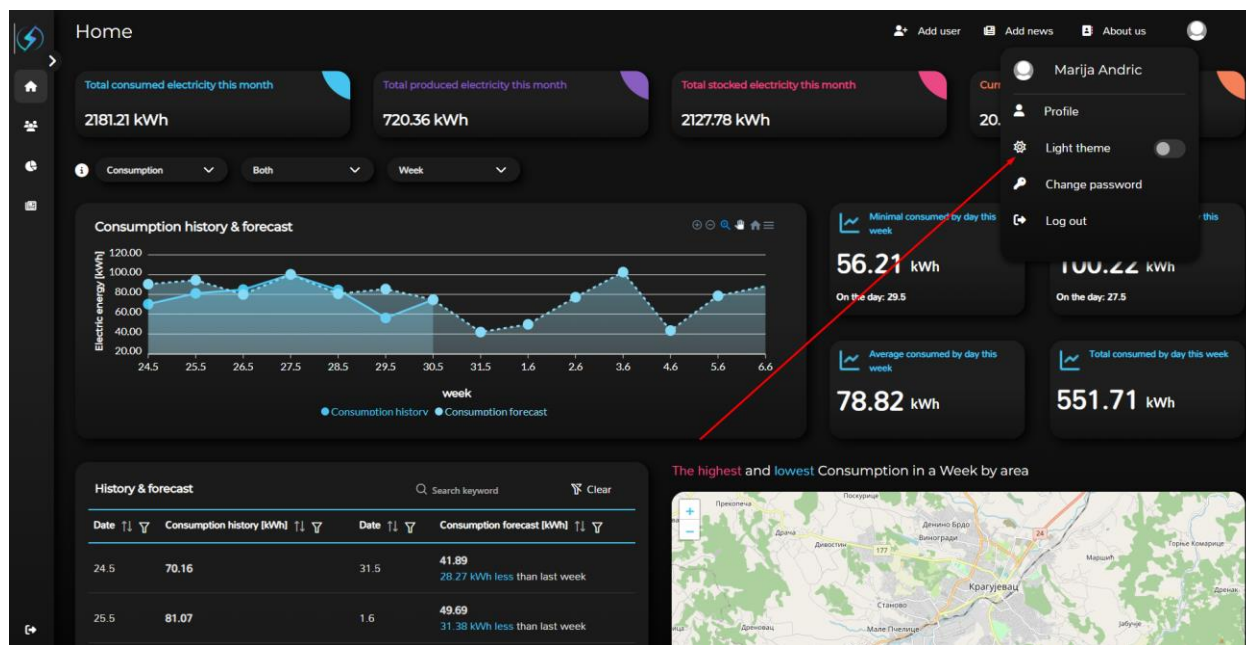 Home
Add user
Add news
About us
Marija Andric
Profile
Light theme
Change password
Log out
Total consumed electricity this month
2181.21 kWh
Total produced electricity this month
720.36 kWh
Total stocked electricity this month
2127.78 kWh
20.
Consumption
Both
Week
Consumption history & forecast
Electric energy [kWh]
120.00
100.00
80.00
60.00
40.00
20.00
24.5 25.5 26.5 27.5 28.5 29.5 30.5 31.5 1.6 2.6 3.6 4.6 5.6 6.6
week
Consumption history
Consumption forecast
Minimal consumed by day this
week
56.21 kWh
On the day: 29.5
this
100.22 kWh
On the day: 27.5
Average consumed by day this
week
78.82 kWh
Total consumed by day this week
551.71 kWh
History & forecast
Search keyword
Clear
Date
Consumption history [kWh]
Date
Consumption forecast [kWh]
24.5
70.16
31.5
41.89
28.27 kWh less than last week
25.5
81.07
1.6
49.69
31.38 kWh less than last week
The highest and lowest Consumption in a Week by area
+
−
Прекопеча
Поскурице
Драча
Дивостин
177
Денино Брдо
Виногради
24
Маршић
Горње Комарице
Крагујевац
Станово
Дреновац
Мале Пчелице
Јабучје
Дренак